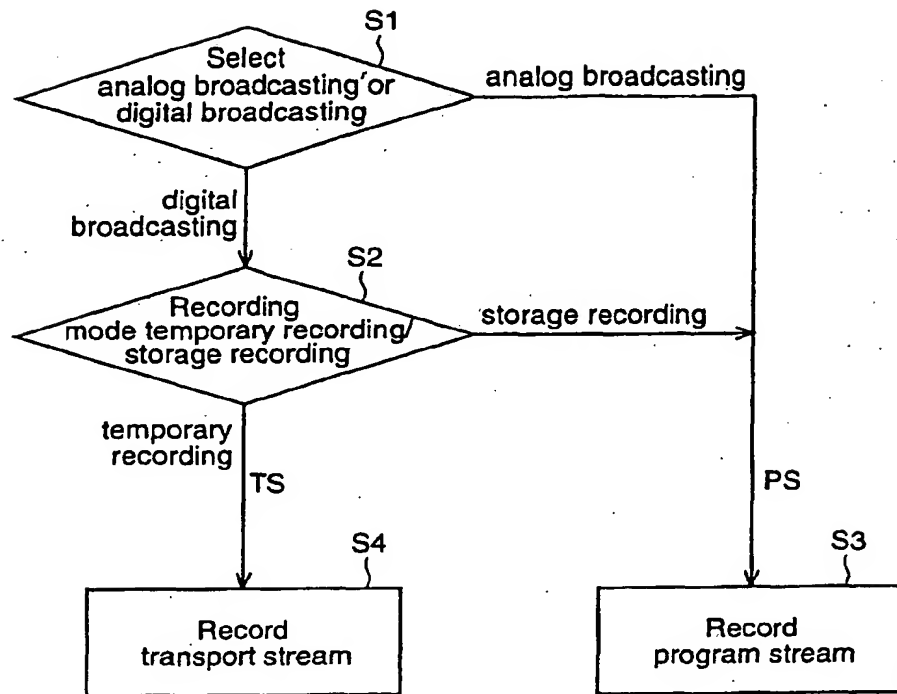 S1
Select
analog broadcasting or
digital broadcasting
analog broadcasting
digital
broadcasting
S2
Recording
mode temporary recording/
storage recording
storage recording
temporary
recording
TS
PS
S4
S3
Record
transport stream
Record
program stream